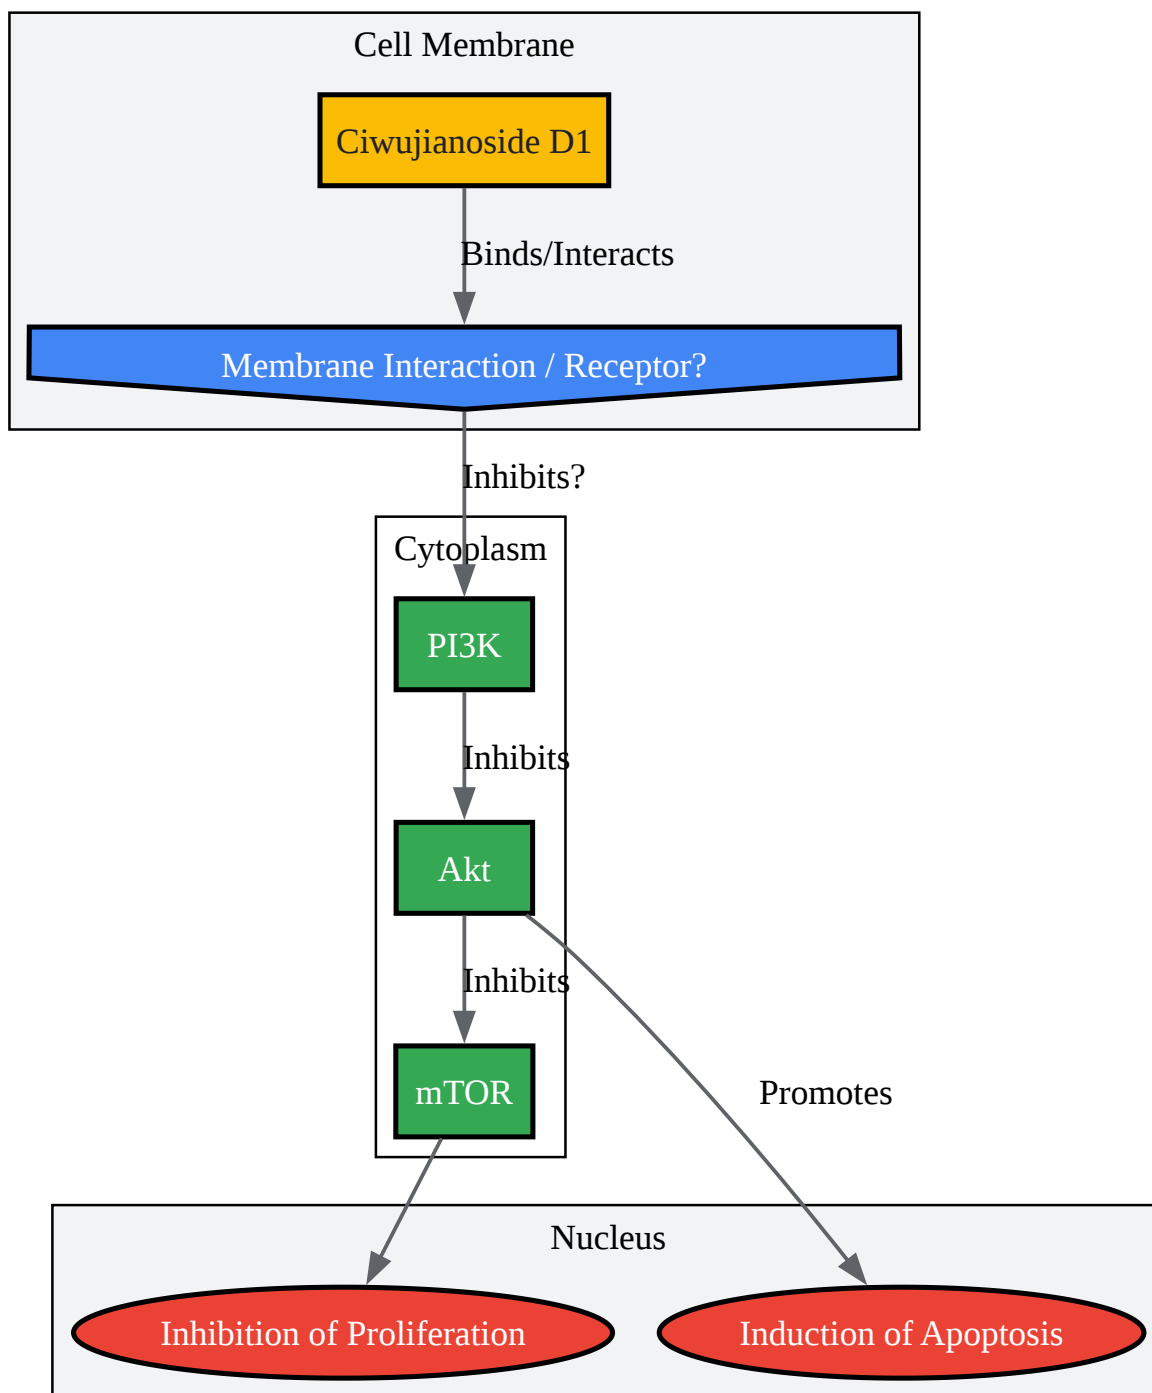 Cell Membrane
Ciwujianoside D1
Binds/Interacts
Membrane Interaction / Receptor?
Inhibits?
Cytoplasm
PI3K
Inhibits
Akt
Inhibits
mTOR
Promotes
Nucleus
Inhibition of Proliferation
Induction of Apoptosis